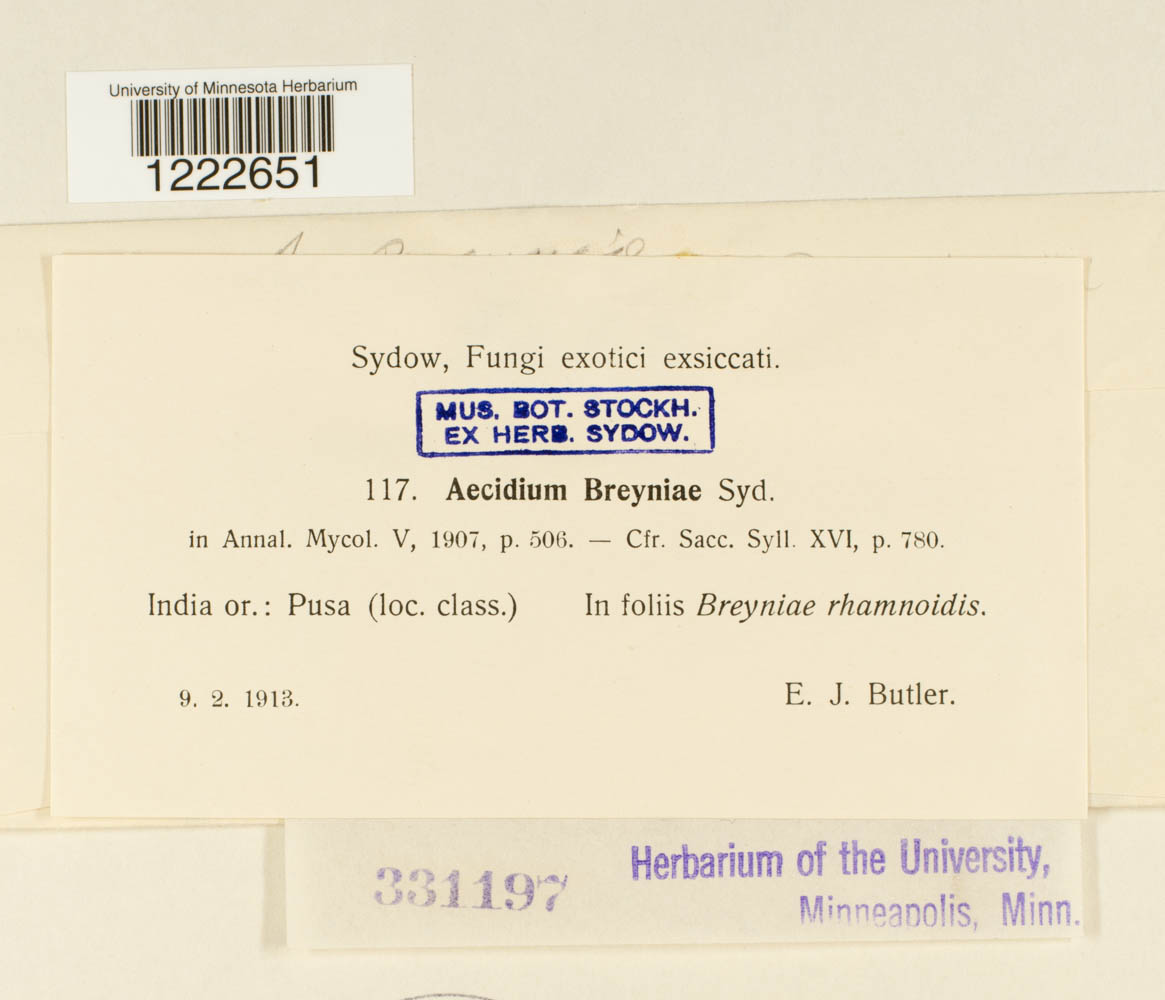 University of Minnesota Herbarium
1222651
Sydow, Fungi exotici exsiccati.
MUS. BOT. STOCKH.
EX HERB. SYDOW.
117. Aecidium Breyniae Syd.
in Annal. Mycol. V, 1907, p. 506. — Cfr. Sacc. Syll. XVI, p. 780.
India or.: Pusa (loc. class.) In foliis Breyniae rhamnoidis.
9. 2. 1913. E. J. Butler.
331197
Herbarium of the University,
Minneapolis, Minn.